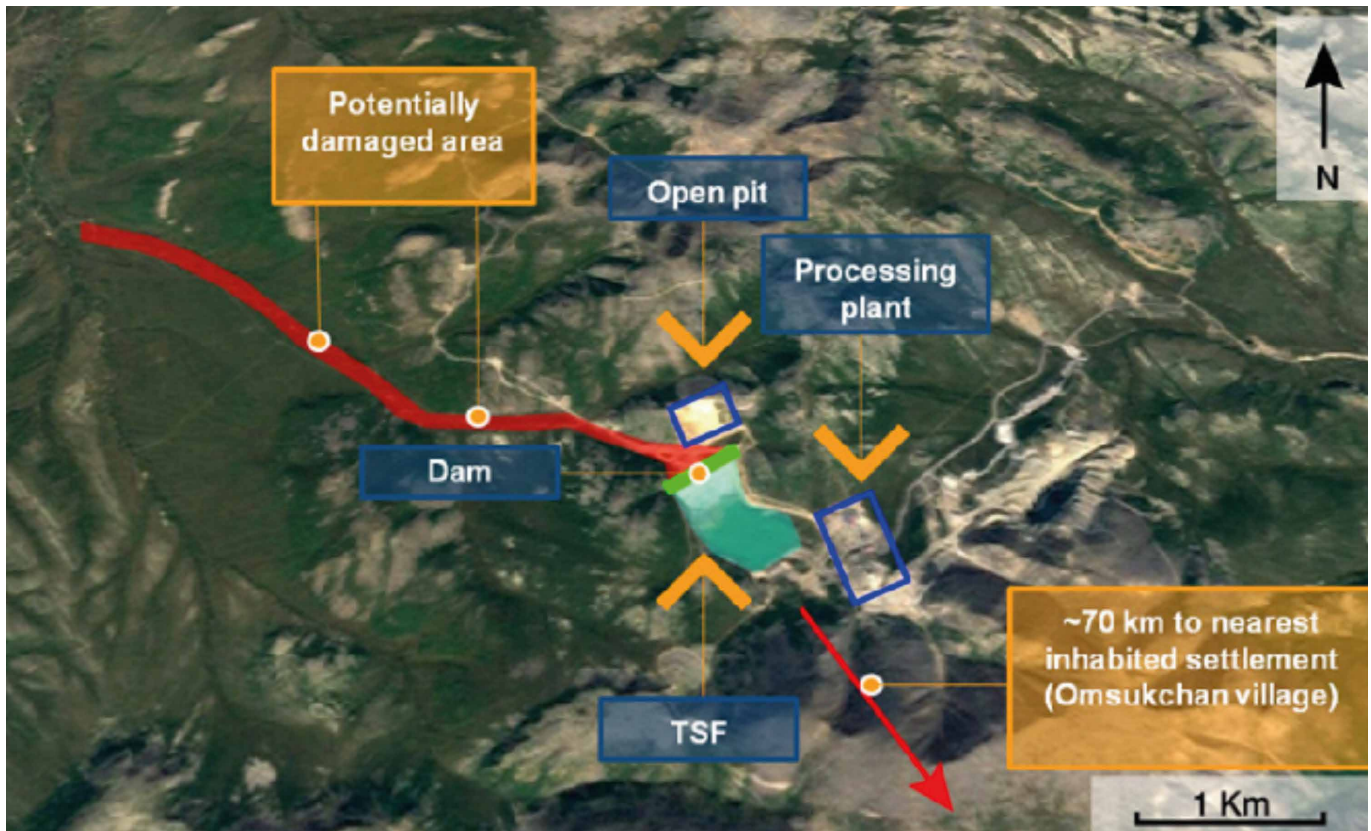 Potentially
damaged area
Open pit
N
Processing
plant
Dam
~70 km to nearest
inhabited settlement
(Omsukchan village)
TSF
1 Km